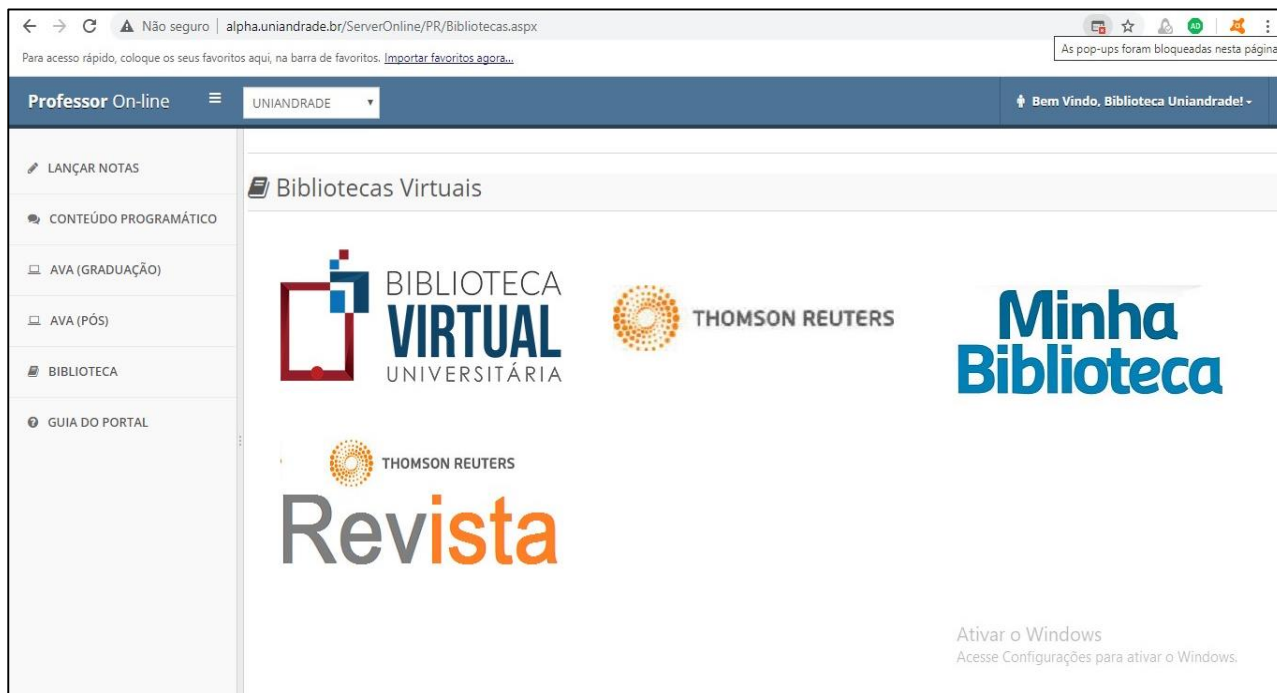 Não seguro | alpha.uniandrade.br/ServerOnline/PR/Bibliotecas.aspx
AD
As pop-ups foram bloqueadas nesta página
Para acesso rápido, coloque os seus favoritos aqui, na barra de favoritos. Importar favoritos agora...
Professor On-line
UNIANDRADE
Bem Vindo, Biblioteca Uniandrade!
LANÇAR NOTAS
CONTEÚDO PROGRAMÁTICO
AVA (GRADUAÇÃO)
AVA (PÓS)
BIBLIOTECA
GUIA DO PORTAL
Bibliotecas Virtuais
BIBLIOTECA
VIRTUAL
UNIVERSITÁRIA
THOMSON REUTERS
Minha
Biblioteca
THOMSON REUTERS
Revista
Ativar o Windows
Acesse Configurações para ativar o Windows.